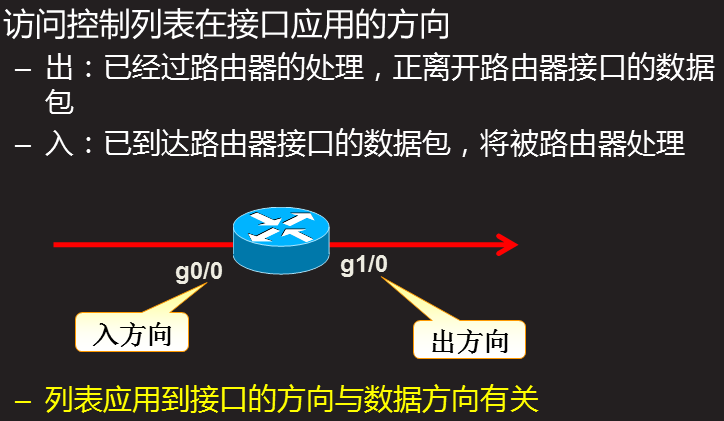 访问控制列表在接口应用的方向
– 出：已经过路由器的处理，正离开路由器接口的数据
包
– 入：已到达路由器接口的数据包，将被路由器处理
g0/0
g1/0
入方向
出方向
– 列表应用到接口的方向与数据方向有关